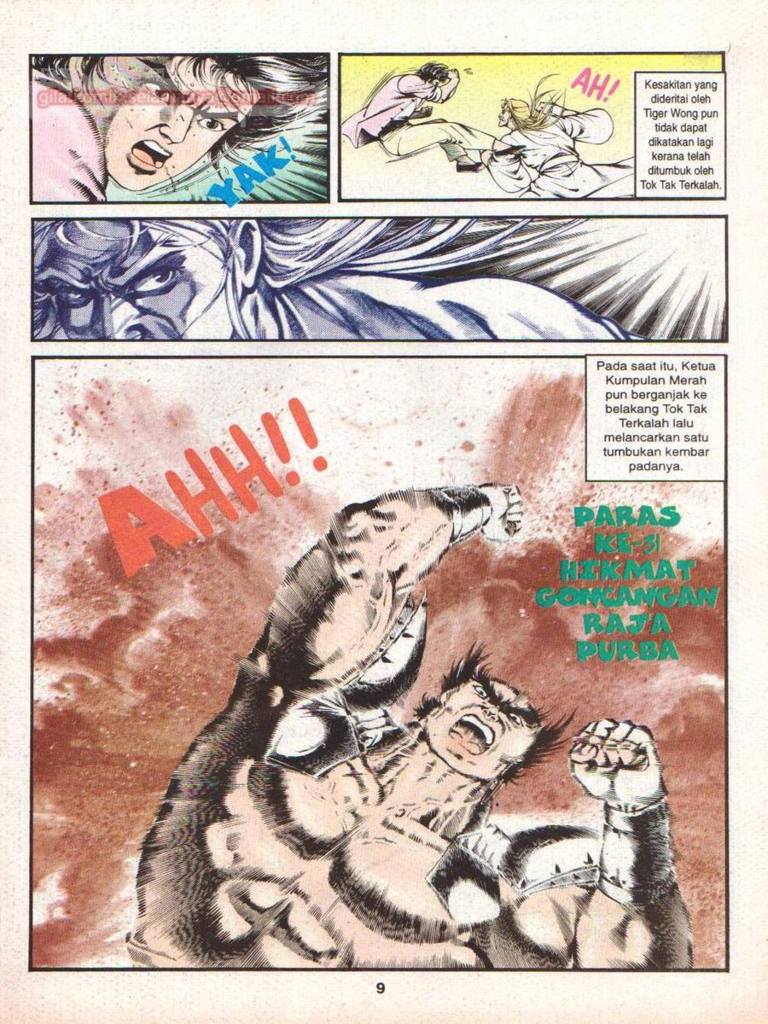 YAK!
AH!
Kesakitan yang
dideritai oleh
Tiger Wong pun
tidak dapat
dikatakan lagi
kerana telah
ditumbuk oleh
Tok Tak Terkalah.
Pada saat itu, Ketua
Kumpulan Merah
pun berganjak ke
belakang Tok Tak
Terkalah lalu
melancarkan satu
tumbukan kembar
padanya.
AHH!!
PARAS
KE-3!
HIKMAT
GONCANGAN
RAJA
PURBA
9